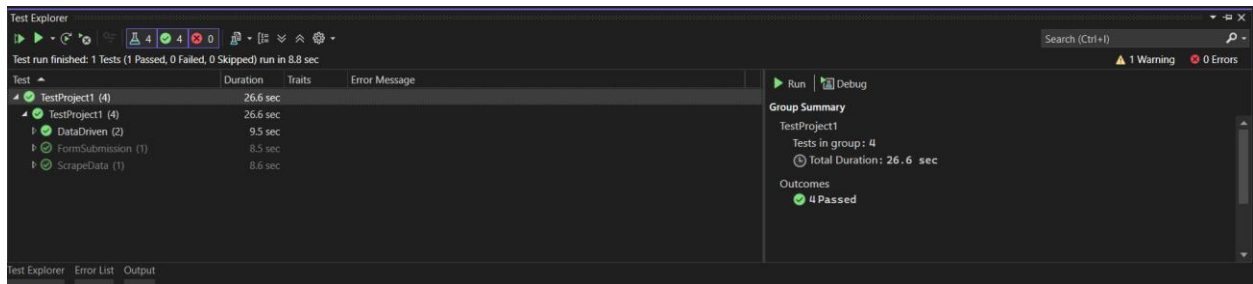 Test Explorer
4 4 0
Search (Ctrl+I)
Test run finished: 1 Tests (1 Passed, 0 Failed, 0 Skipped) run in 8.8 sec
1 Warning 0 Errors
Test Duration Traits Error Message
TestProject1 (4) 26.6 sec
TestProject1 (4) 26.6 sec
DataDriven (2) 9.5 sec
FormSubmission (1) 8.5 sec
ScrapeData (1) 8.6 sec
Run Debug
Group Summary
TestProject1
Tests in group: 4
Total Duration: 26.6 sec
Outcomes
4 Passed
Test Explorer Error List Output